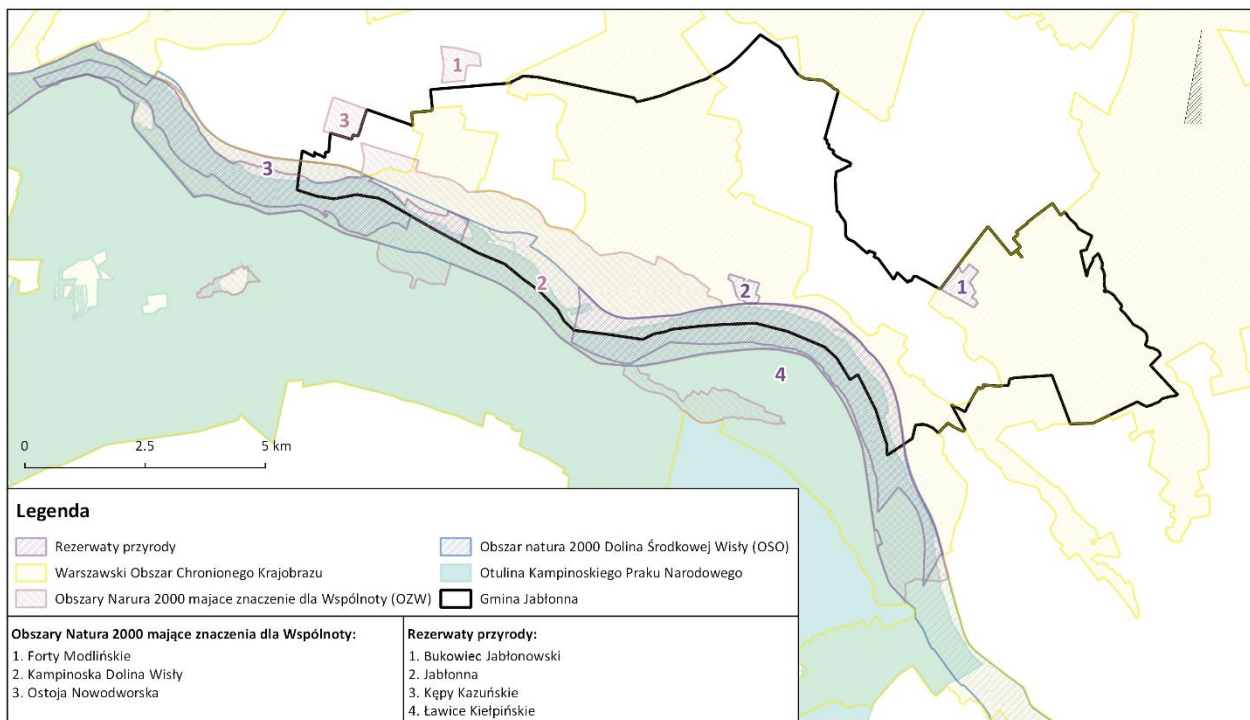 1
3
3
2
2
1
4
0 2.5 5 km
Legenda
Rezerwaty przyrody
Warszawski Obszar Chronionego Krajobrazu
Obszary Narura 2000 majace znaczenie dla Wspólnoty (OZW)
Obszar natura 2000 Dolina Środkowej Wisły (OSO)
Otulina Kampinoskiego Praku Narodowego
Gmina Jabłonna
Obszary Natura 2000 mające znaczenia dla Wspólnoty:
1. Forty Modlińskie
2. Kampinoska Dolina Wisły
3. Ostoja Nowodworska
Rezerwaty przyrody:
1. Bukowiec Jabłonowski
2. Jabłonna
3. Kępy Kazuńskie
4. Ławice Kiełpińskie